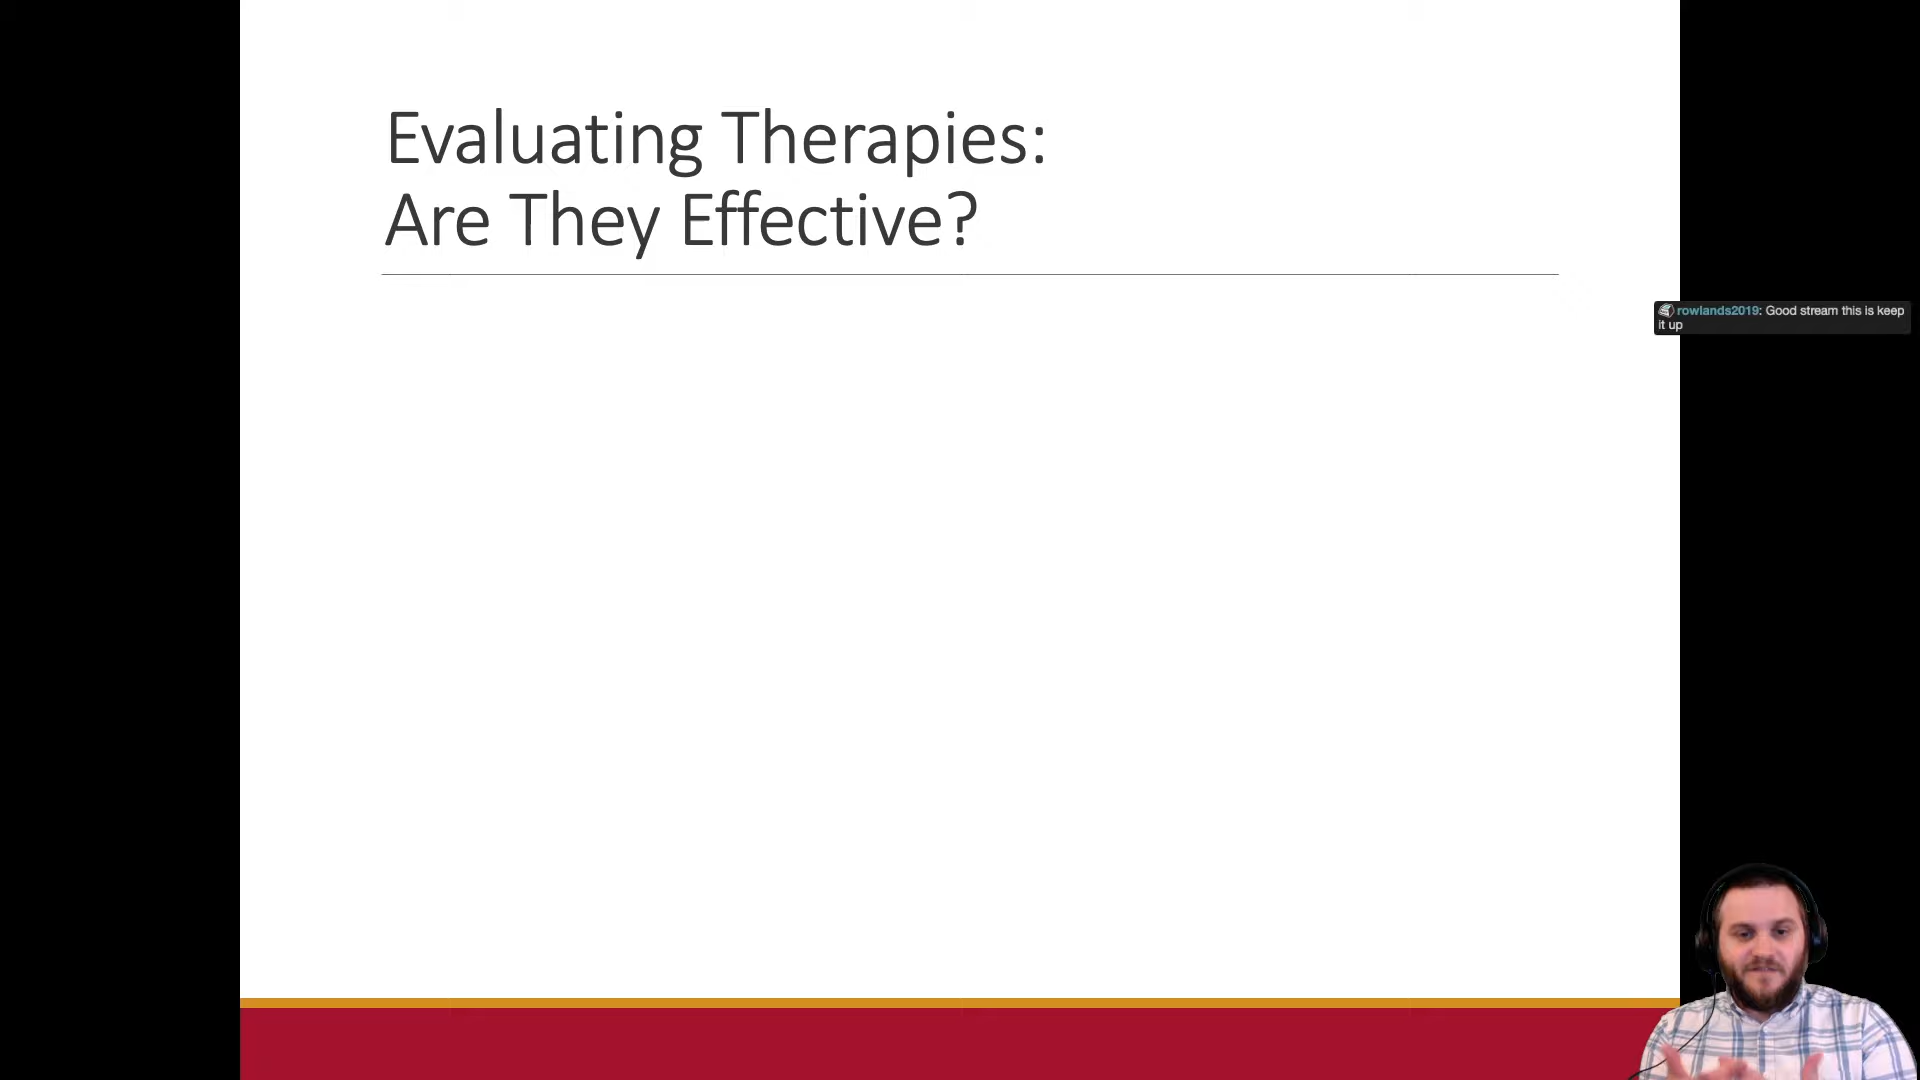 Evaluating Therapies:
Are They Effective?
rowlands2019: Good stream this is keep
it up